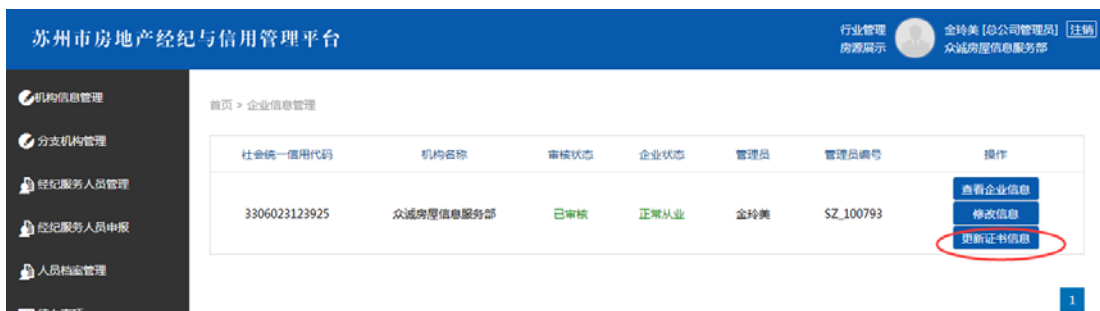 苏州市房地产经纪与信用管理平台
行业管理
房源展示
金玲美 [总公司管理员] 注销
众诚房屋信息服务部
机构信息管理
首页 > 企业信息管理
分支机构管理
社会统一信用代码 机构名称 审核状态 企业状态 管理员 管理员编号 操作
经纪服务人员管理
查看企业信息
3306023123925 众诚房屋信息服务部 已审核 正常从业 金玲美 SZ_100793 修改信息
经纪服务人员申报
更新证书信息
人员档案管理
1